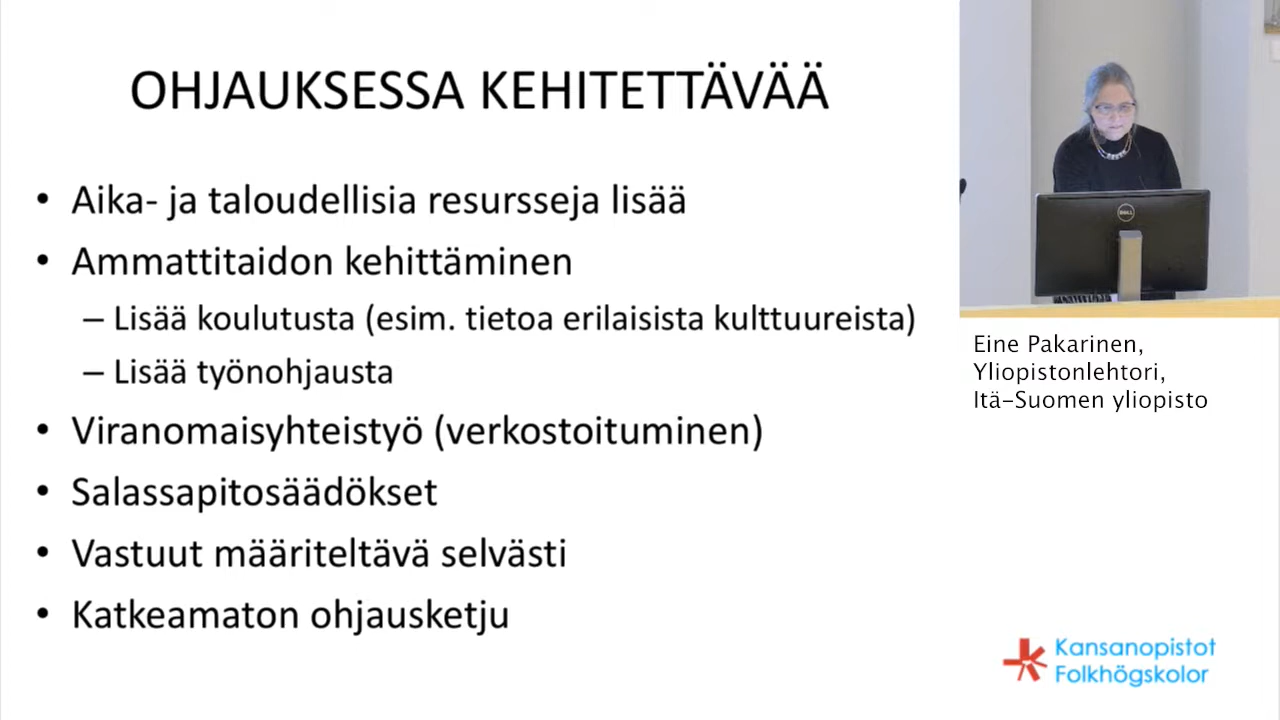 OHJAUKSESSA KEHITETTÄVÄÄ
• Aika- ja taloudellisia resursseja lisää
• Ammattitaidon kehittäminen
– Lisää koulutusta (esim. tietoa erilaisista kulttuureista)
– Lisää työnohjausta
• Viranomaisyhteistyö (verkostoituminen)
• Salassapitosäädökset
• Vastuut määriteltävä selvästi
• Katkeamaton ohjausketju
DELL
Eine Pakarinen,
Yliopistonlehtori,
Itä-Suomen yliopisto
Kansanopistot
Folkhögskolor